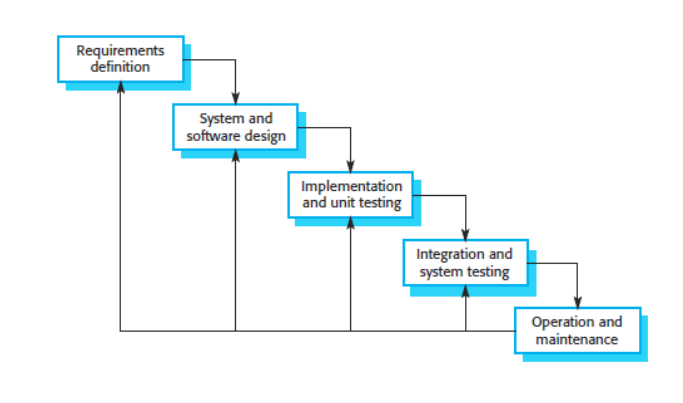 Requirements
definition
System and
software design
Implementation
and unit testing
Integration and
system testing
Operation and
maintenance